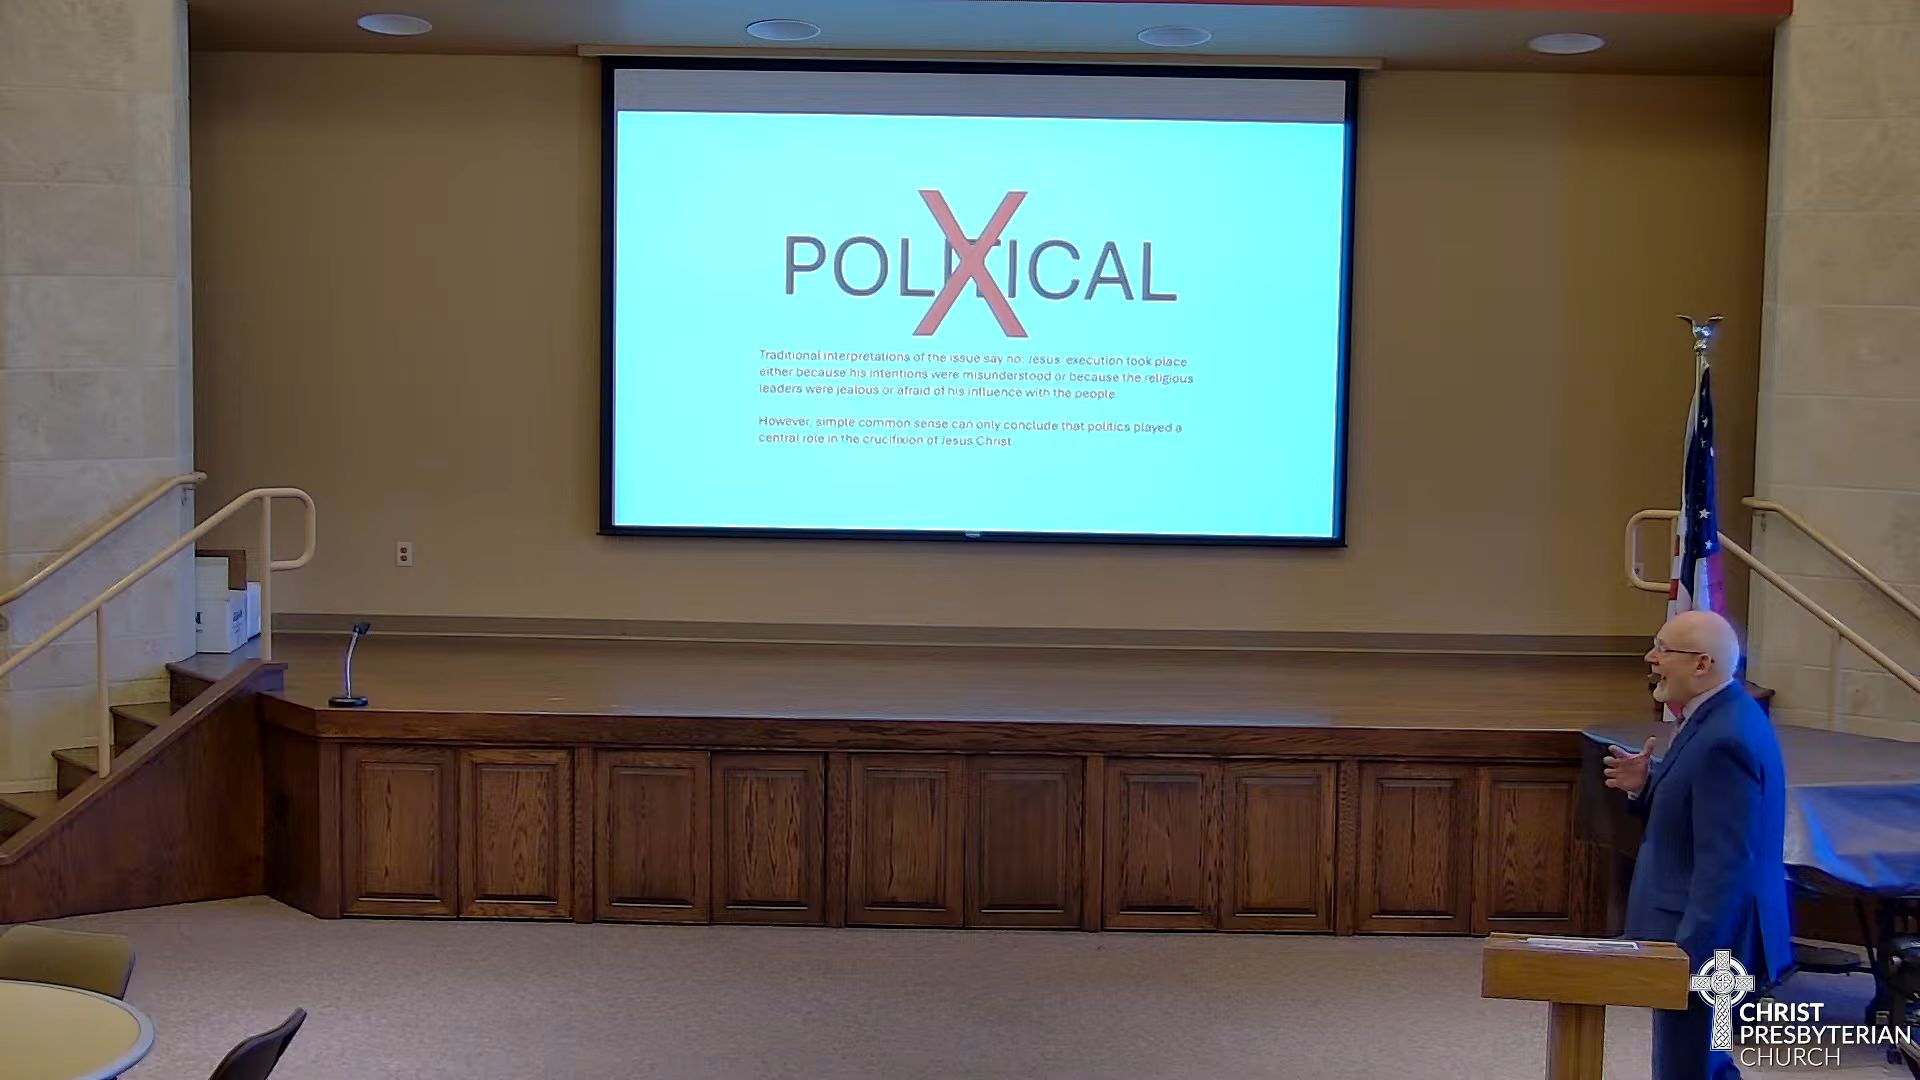 POLITICAL
X
Traditional interpretations of the issue say no: Jesus' execution took place
either because his intentions were misunderstood or because the religious
leaders were jealous or afraid of his influence with the people.
However, simple common sense can only conclude that politics played a
central role in the crucifixion of Jesus Christ.
CHRIST
PRESBYTERIAN
CHURCH